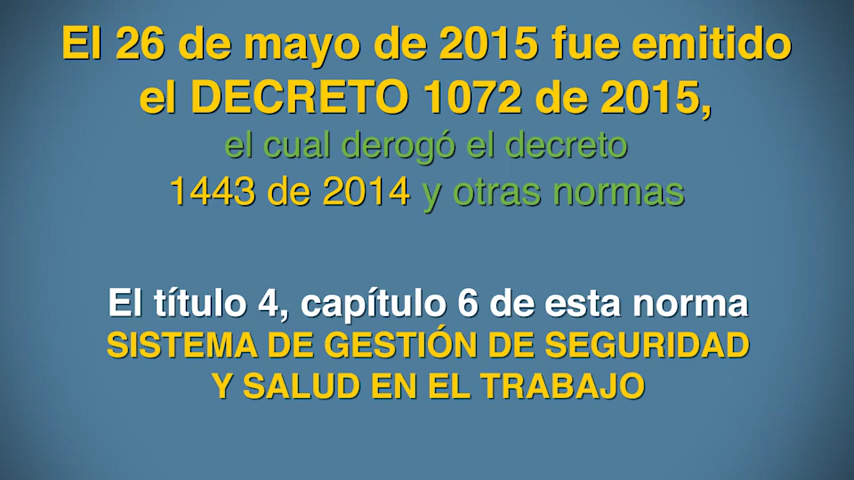 El 26 de mayo de 2015 fue emitido
el DECRETO 1072 de 2015,
el cual derogó el decreto
1443 de 2014 y otras normas
El título 4, capítulo 6 de esta norma
SISTEMA DE GESTIÓN DE SEGURIDAD
Y SALUD EN EL TRABAJO